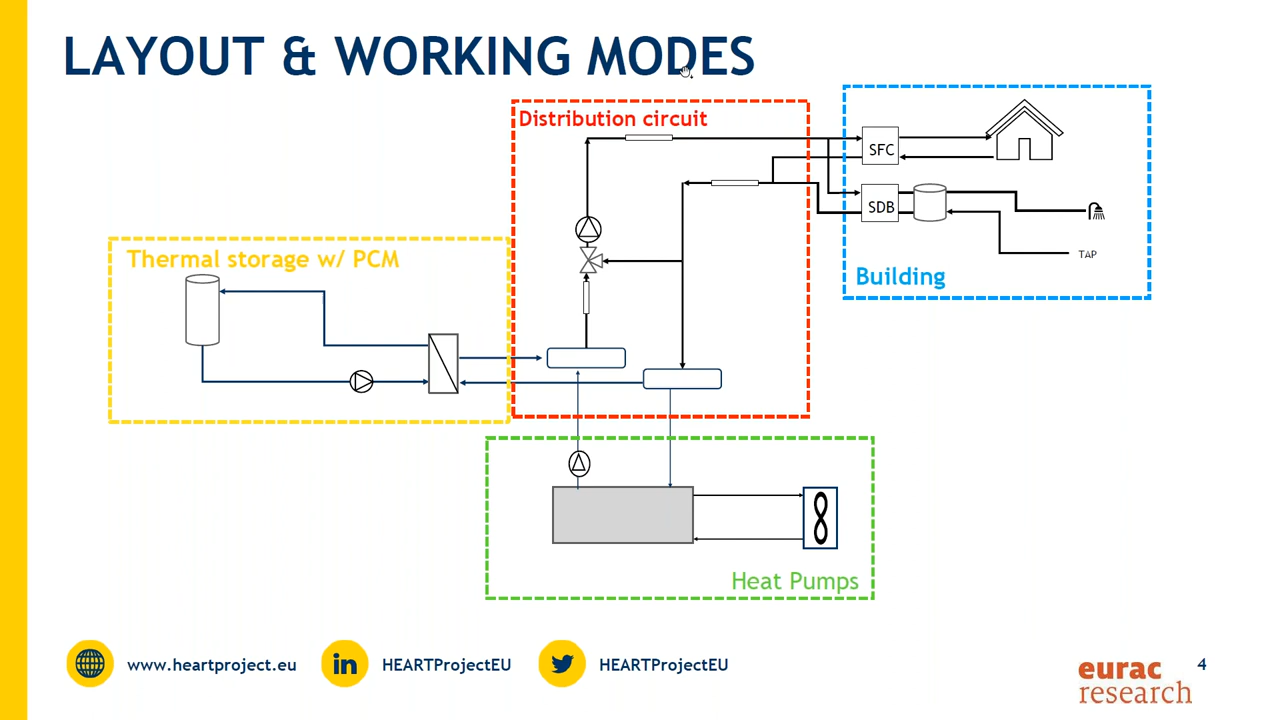 LAYOUT & WORKING MODES
Distribution circuit
SFC
SDB
TAP
Building
Thermal storage w/ PCM
Heat Pumps
www.heartproject.eu
in
HEARTProjectEU
HEARTProjectEU
eurac
research
4